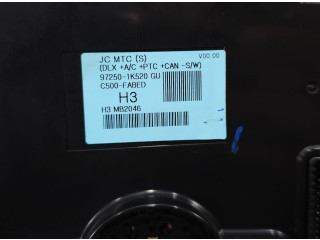 JC MTC (S) V00.00
(DLX +A/C +PTC +CAN ~S/W)
97250-1K520 GU
C500-FABED
H3
H3 MB2046